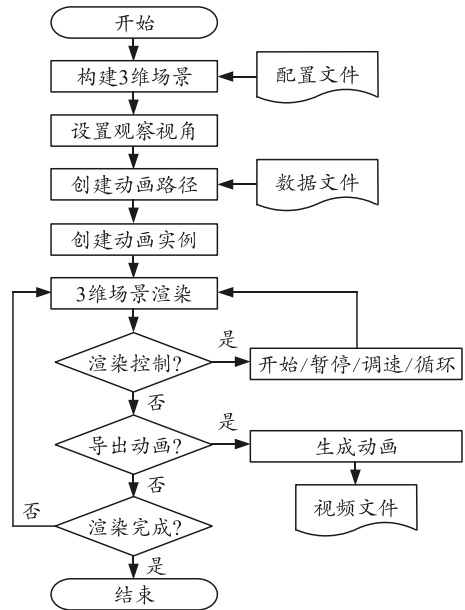 开始
构建3维场景
配置文件
设置观察视角
创建动画路径
数据文件
创建动画实例
3维场景渲染
渲染控制?
是
开始/暂停/调速/循环
否
导出动画?
是
生成动画
否
视频文件
渲染完成?
否
是
结束